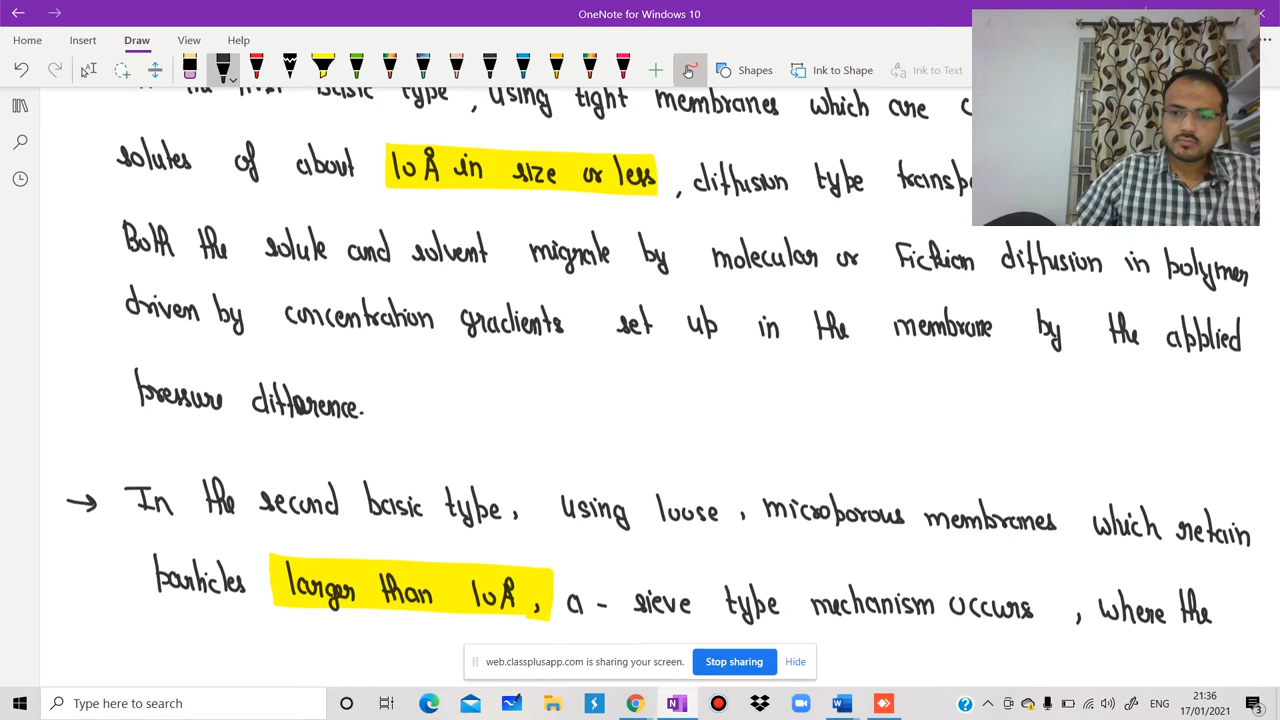 OneNote for Windows 10
Home Insert Draw View Help
Shapes Ink to Shape Ink to Text
basic type, using tight membranes which are
solutes of about 10Å in size or less, diffusion type
Both the solute and solvent migrate by molecular or Fickian diffusion in polymer
driven by concentration gradients set up in the membrane by the applied
pressure difference.
→ In the second basic type, using loose, microporous membranes which retain
particles larger than 10Å, a - sieve type mechanism occurs, where the
web.classplusapp.com is sharing your screen. Stop sharing Hide
Type here to search
ENG
21:36
17/01/2021
3